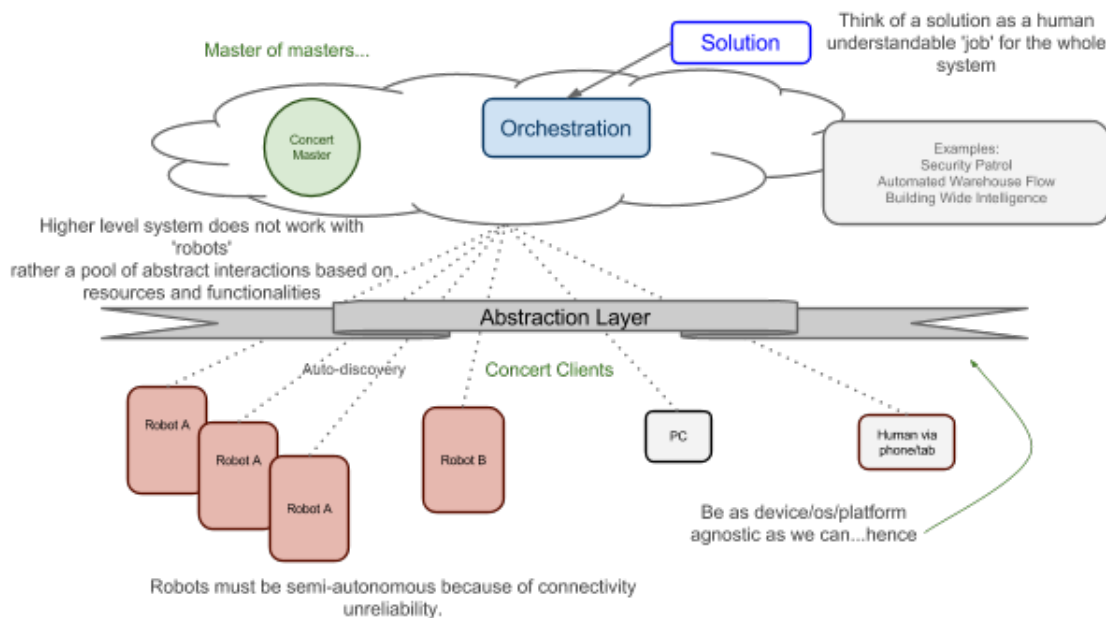 Master of masters...
Solution
Think of a solution as a human
understandable 'job' for the whole
system
Concert
Master
Orchestration
Examples:
Security Patrol
Automated Warehouse Flow
Building Wide Intelligence
Higher level system does not work with
'robots'
rather a pool of abstract interactions based on
resources and functionalities
Abstraction Layer
Auto-discovery
Concert Clients
Robot A
Robot A
Robot A
Robot B
PC
Human via
phone/tab
Be as device/os/platform
agnostic as we can...hence
Robots must be semi-autonomous because of connectivity
unreliability.